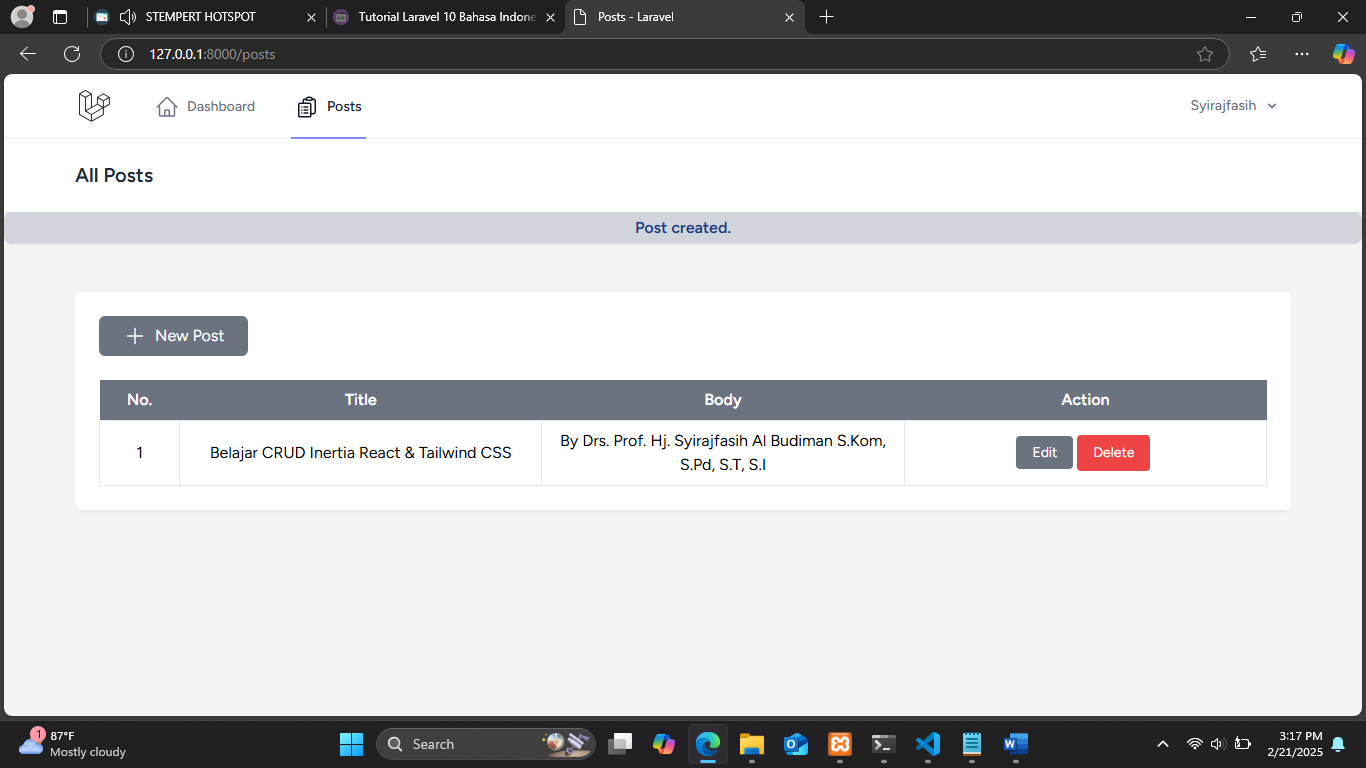 STEMPERT HOTSPOT
Tutorial Laravel 10 Bahasa Indone
Posts - Laravel
127.0.0.1:8000/posts
Dashboard
Posts
Syirajfasih
All Posts
Post created.
New Post
No. Title Body Action
1 Belajar CRUD Inertia React & Tailwind CSS By Drs. Prof. Hj. Syirajfasih Al Budiman S.Kom, Edit Delete
S.Pd, S.T, S.I
1
87°F
Mostly cloudy
Search
3:17 PM
2/21/2025